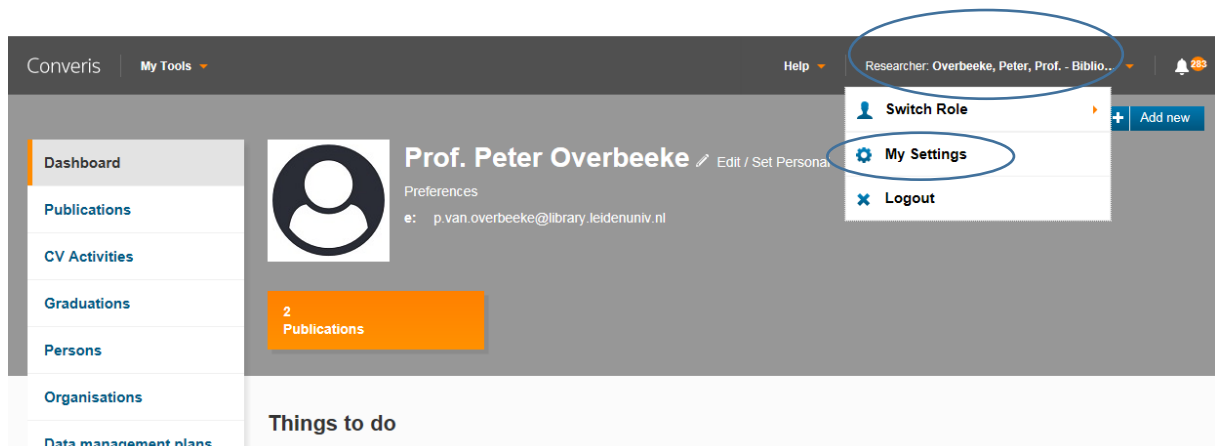 Converis My Tools Help Researcher: Overbeeke, Peter, Prof. - Biblio... 283
Switch Role
Add new
My Settings
Logout
Dashboard
Publications
CV Activities
Graduations
Persons
Organisations
Data management plans
Prof. Peter Overbeeke Edit / Set Personal
Preferences
e: p.van.overbeeke@library.leidenuniv.nl
2
Publications
Things to do